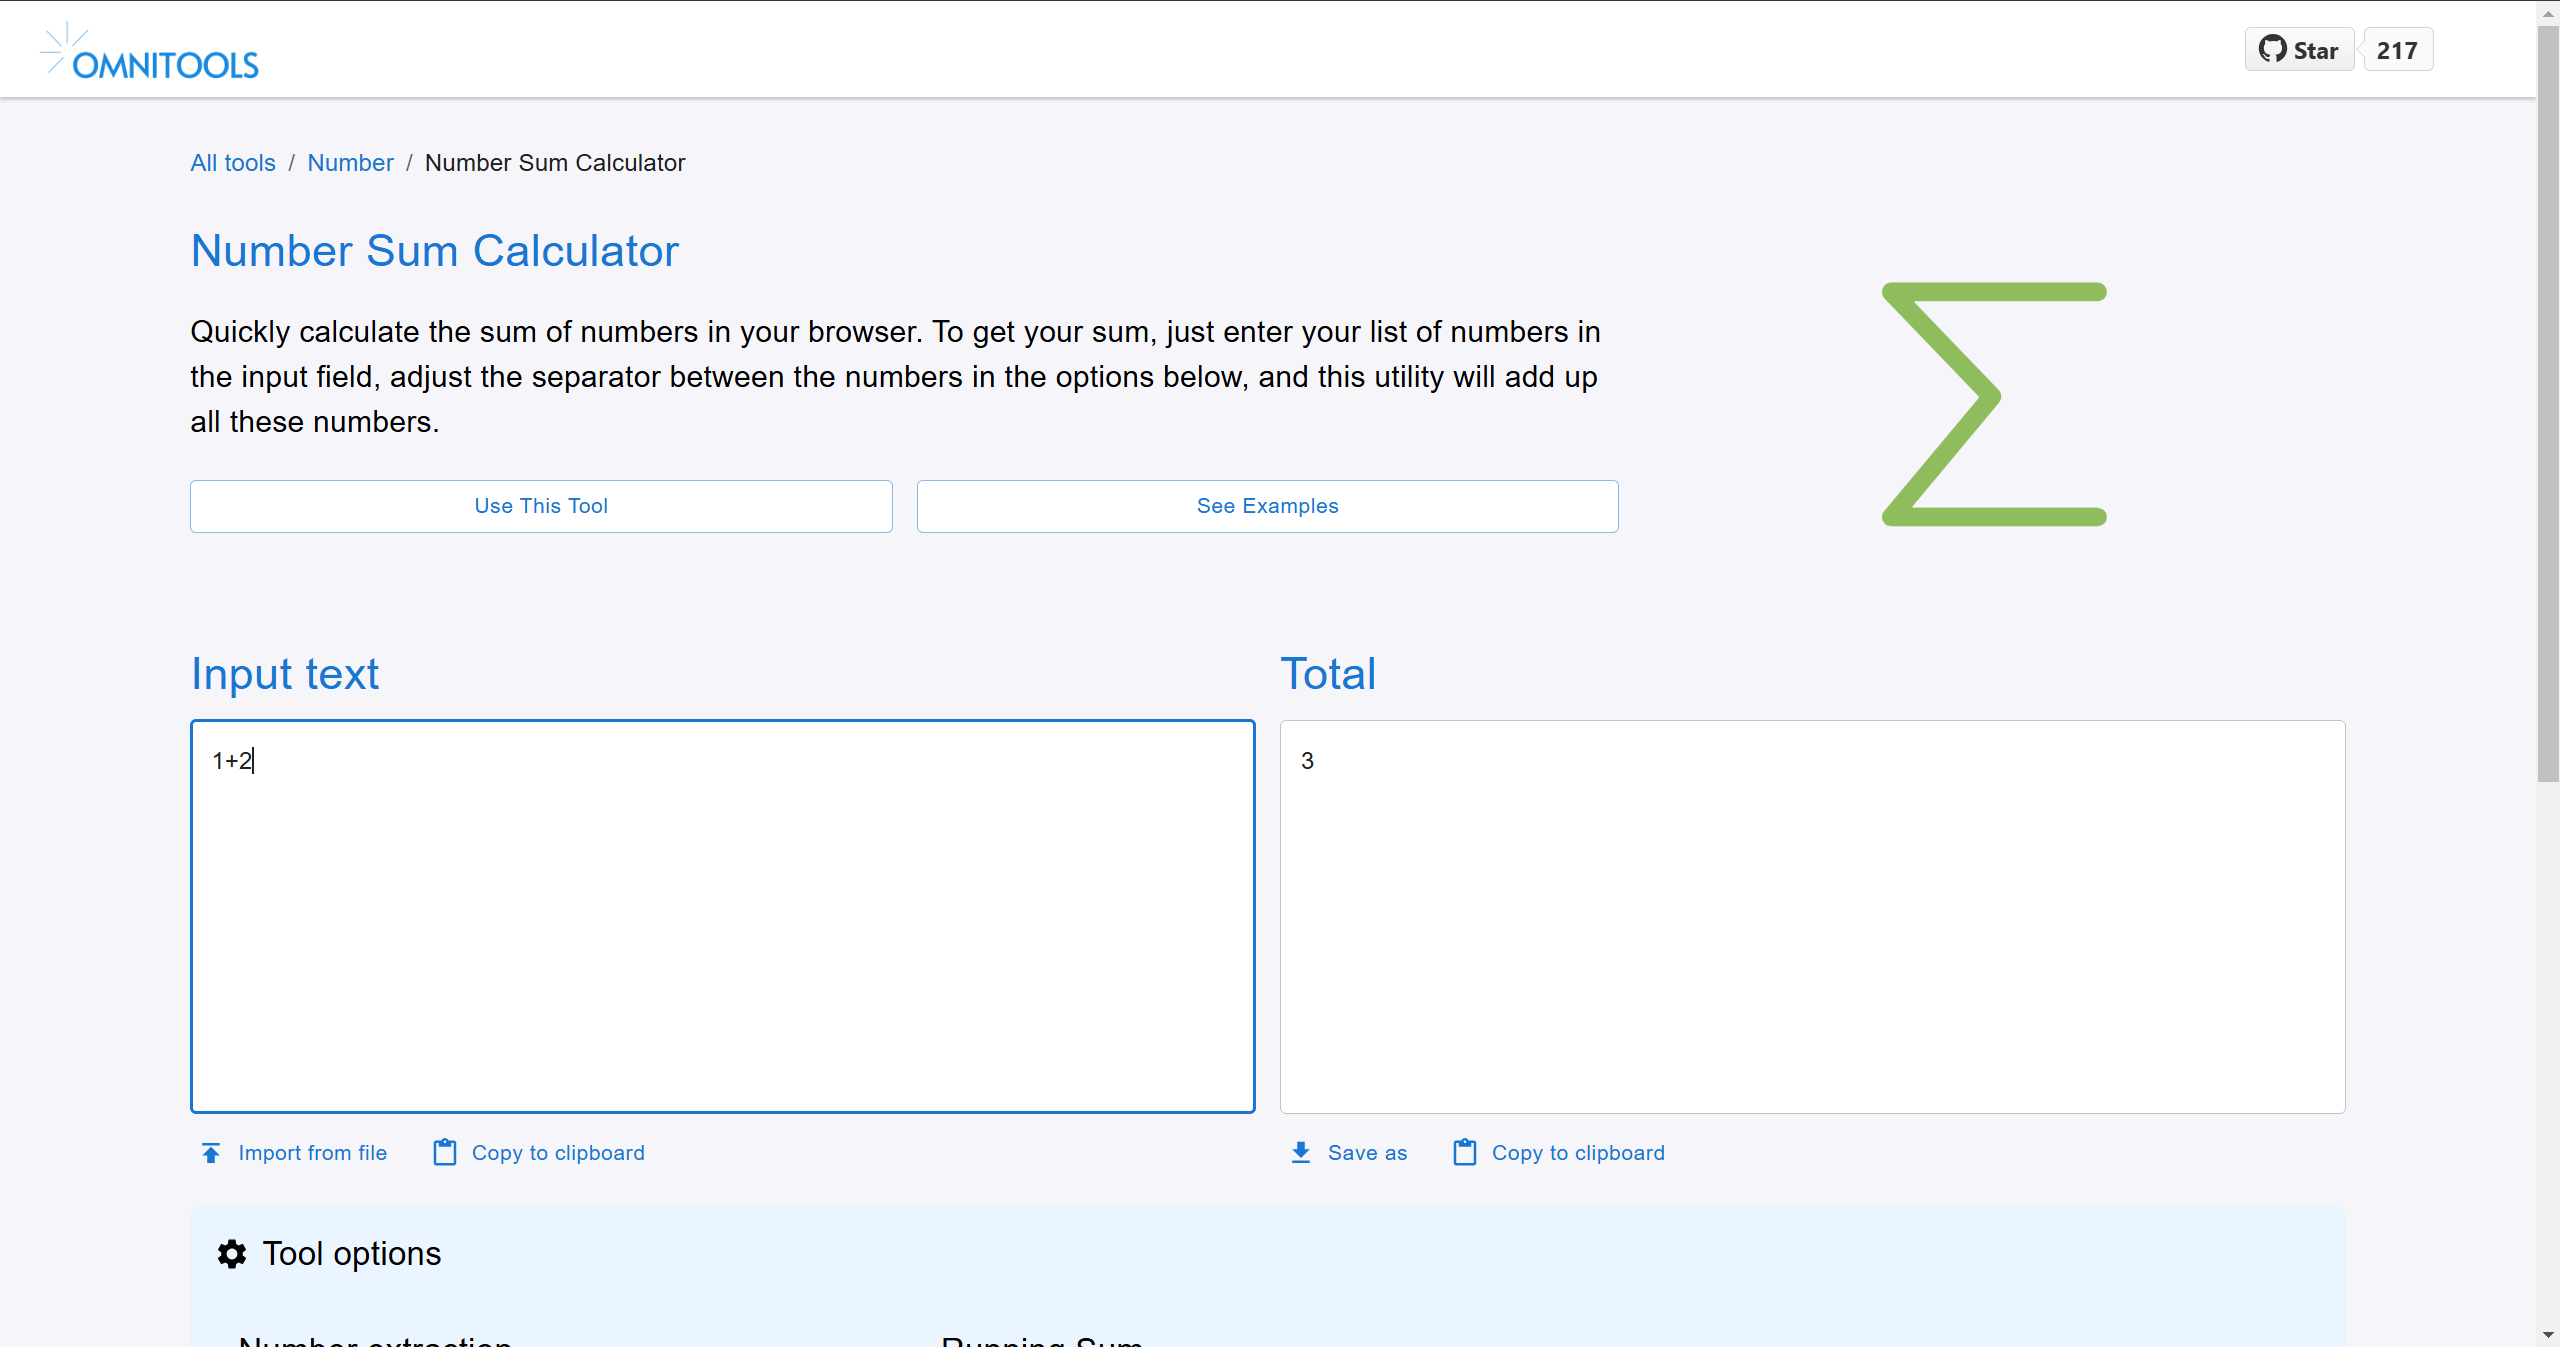 OMNITOOLS
Star 217
All tools / Number / Number Sum Calculator
Number Sum Calculator
Quickly calculate the sum of numbers in your browser. To get your sum, just enter your list of numbers in
the input field, adjust the separator between the numbers in the options below, and this utility will add up
all these numbers.
Use This Tool
See Examples
Input text
Total
1+2
3
Import from file
Copy to clipboard
Save as
Copy to clipboard
Tool options
Number extraction
Running Sum